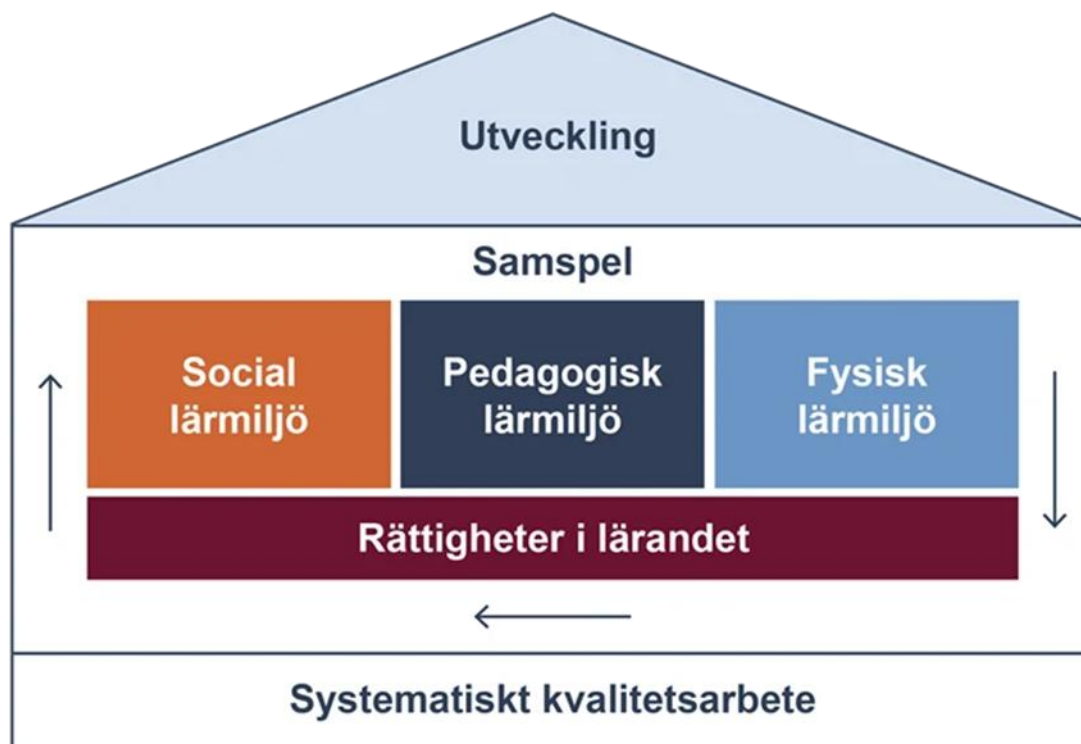 Utveckling
Samspel
Social
lärmiljö
Pedagogisk
lärmiljö
Fysisk
lärmiljö
Rättigheter i lärandet
Systematiskt kvalitetsarbete